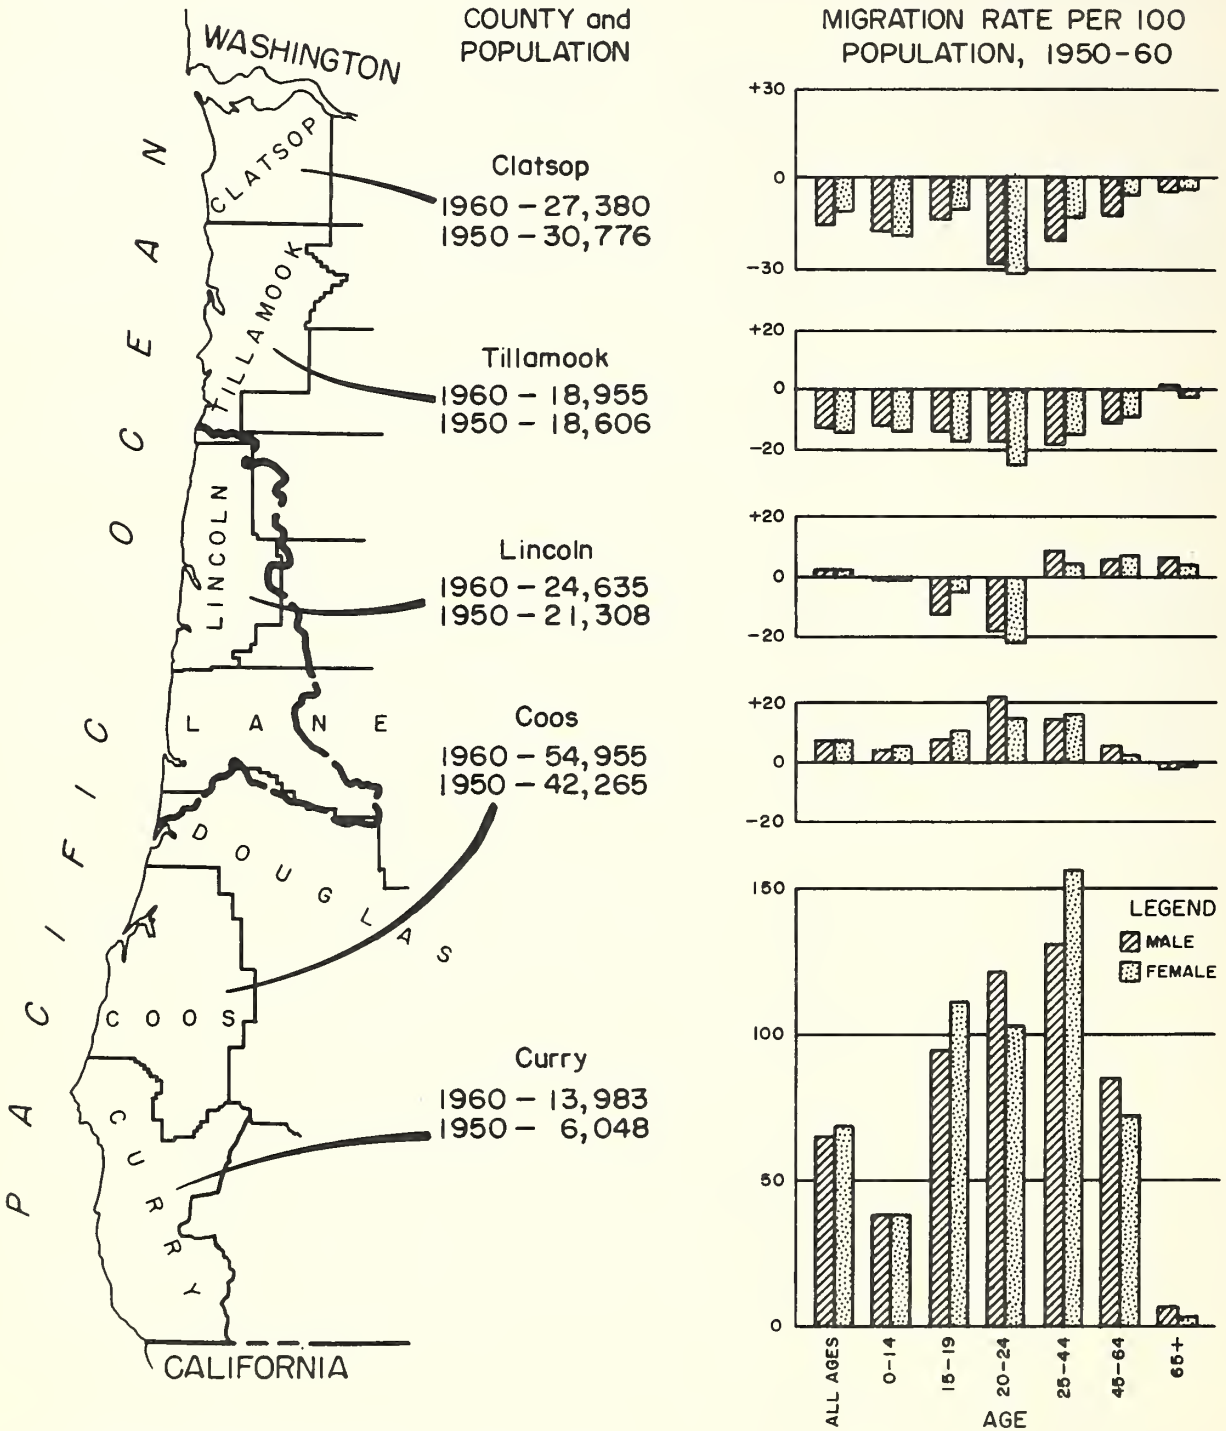 COUNTY and
POPULATION
MIGRATION RATE PER 100
POPULATION, 1950-60
WASHINGTON
PACIFIC OCEAN
CLATSOP
TILLAMOOK
LINCOLN
LANE
DOUGLAS
COOS
CURRY
CALIFORNIA
Clatsop
1960 - 27,380
1950 - 30,776
Tillamook
1960 - 18,955
1950 - 18,606
Lincoln
1960 - 24,635
1950 - 21,308
Coos
1960 - 54,955
1950 - 42,265
Curry
1960 - 13,983
1950 - 6,048
+30
0
-30
+20
0
-20
+20
0
-20
+20
0
-20
150
100
50
0
LEGEND
MALE
FEMALE
ALL AGES
0-14
15-19
20-24
25-44
45-64
65+
AGE